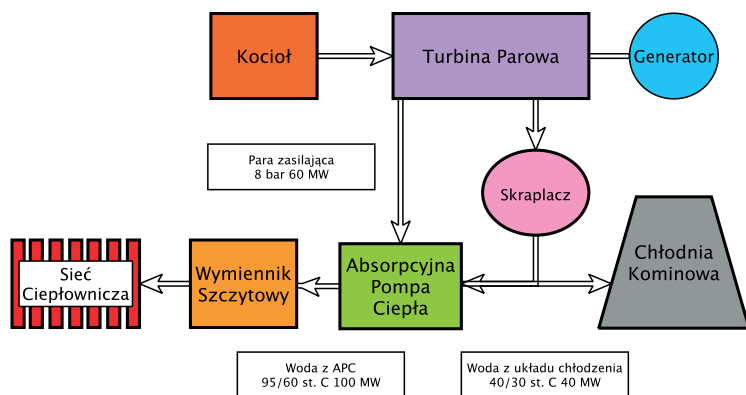 Kocioł
Turbina Parowa
Generator
Para zasilająca
8 bar 60 MW
Skraplacz
Sieć
Ciepłownicza
Wymiennik
Szczytowy
Absorpcyjna
Pompa
Ciepła
Chłodnia
Kominowa
Woda z APC
95/60 st. C 100 MW
Woda z układu chłodzenia
40/30 st. C 40 MW